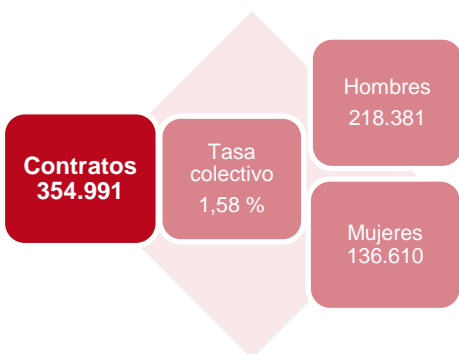 Contratos
354.991
Tasa
colectivo
1,58 %
Hombres
218.381
Mujeres
136.610